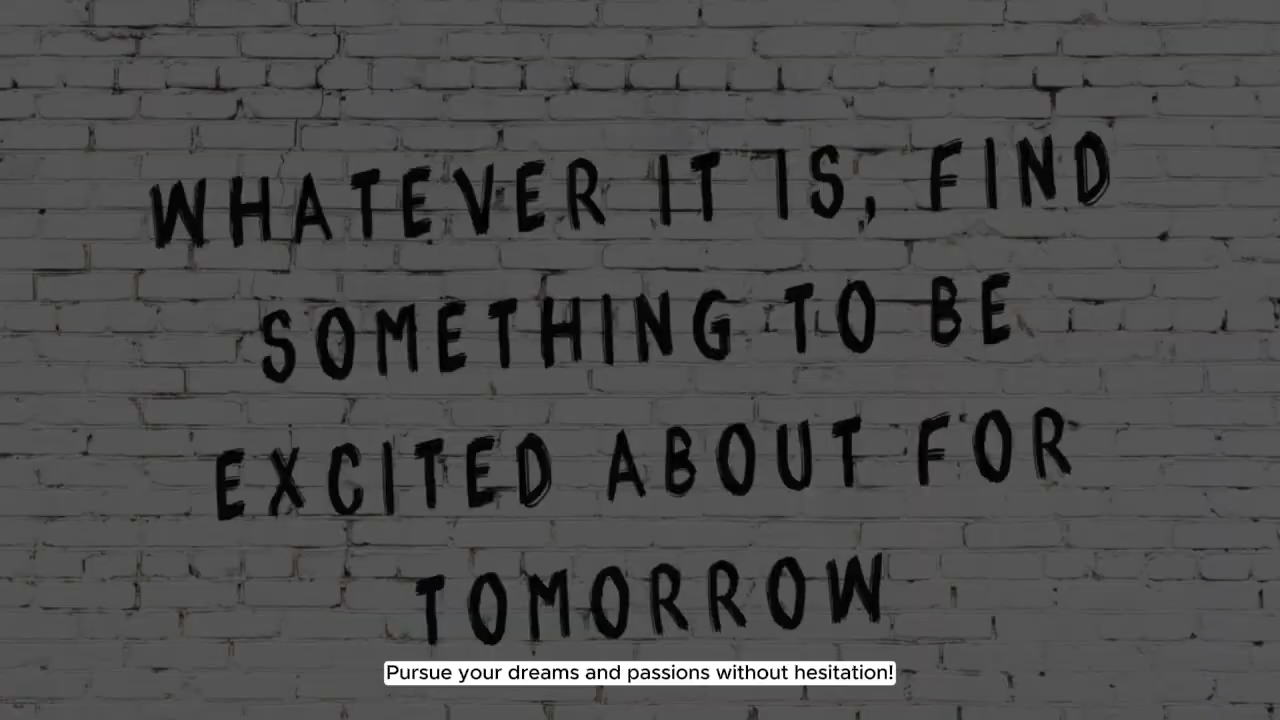 WHATEVER IT IS, FIND
SOMETHING TO BE
EXCITED ABOUT FOR
TOMORROW
Pursue your dreams and passions without hesitation!